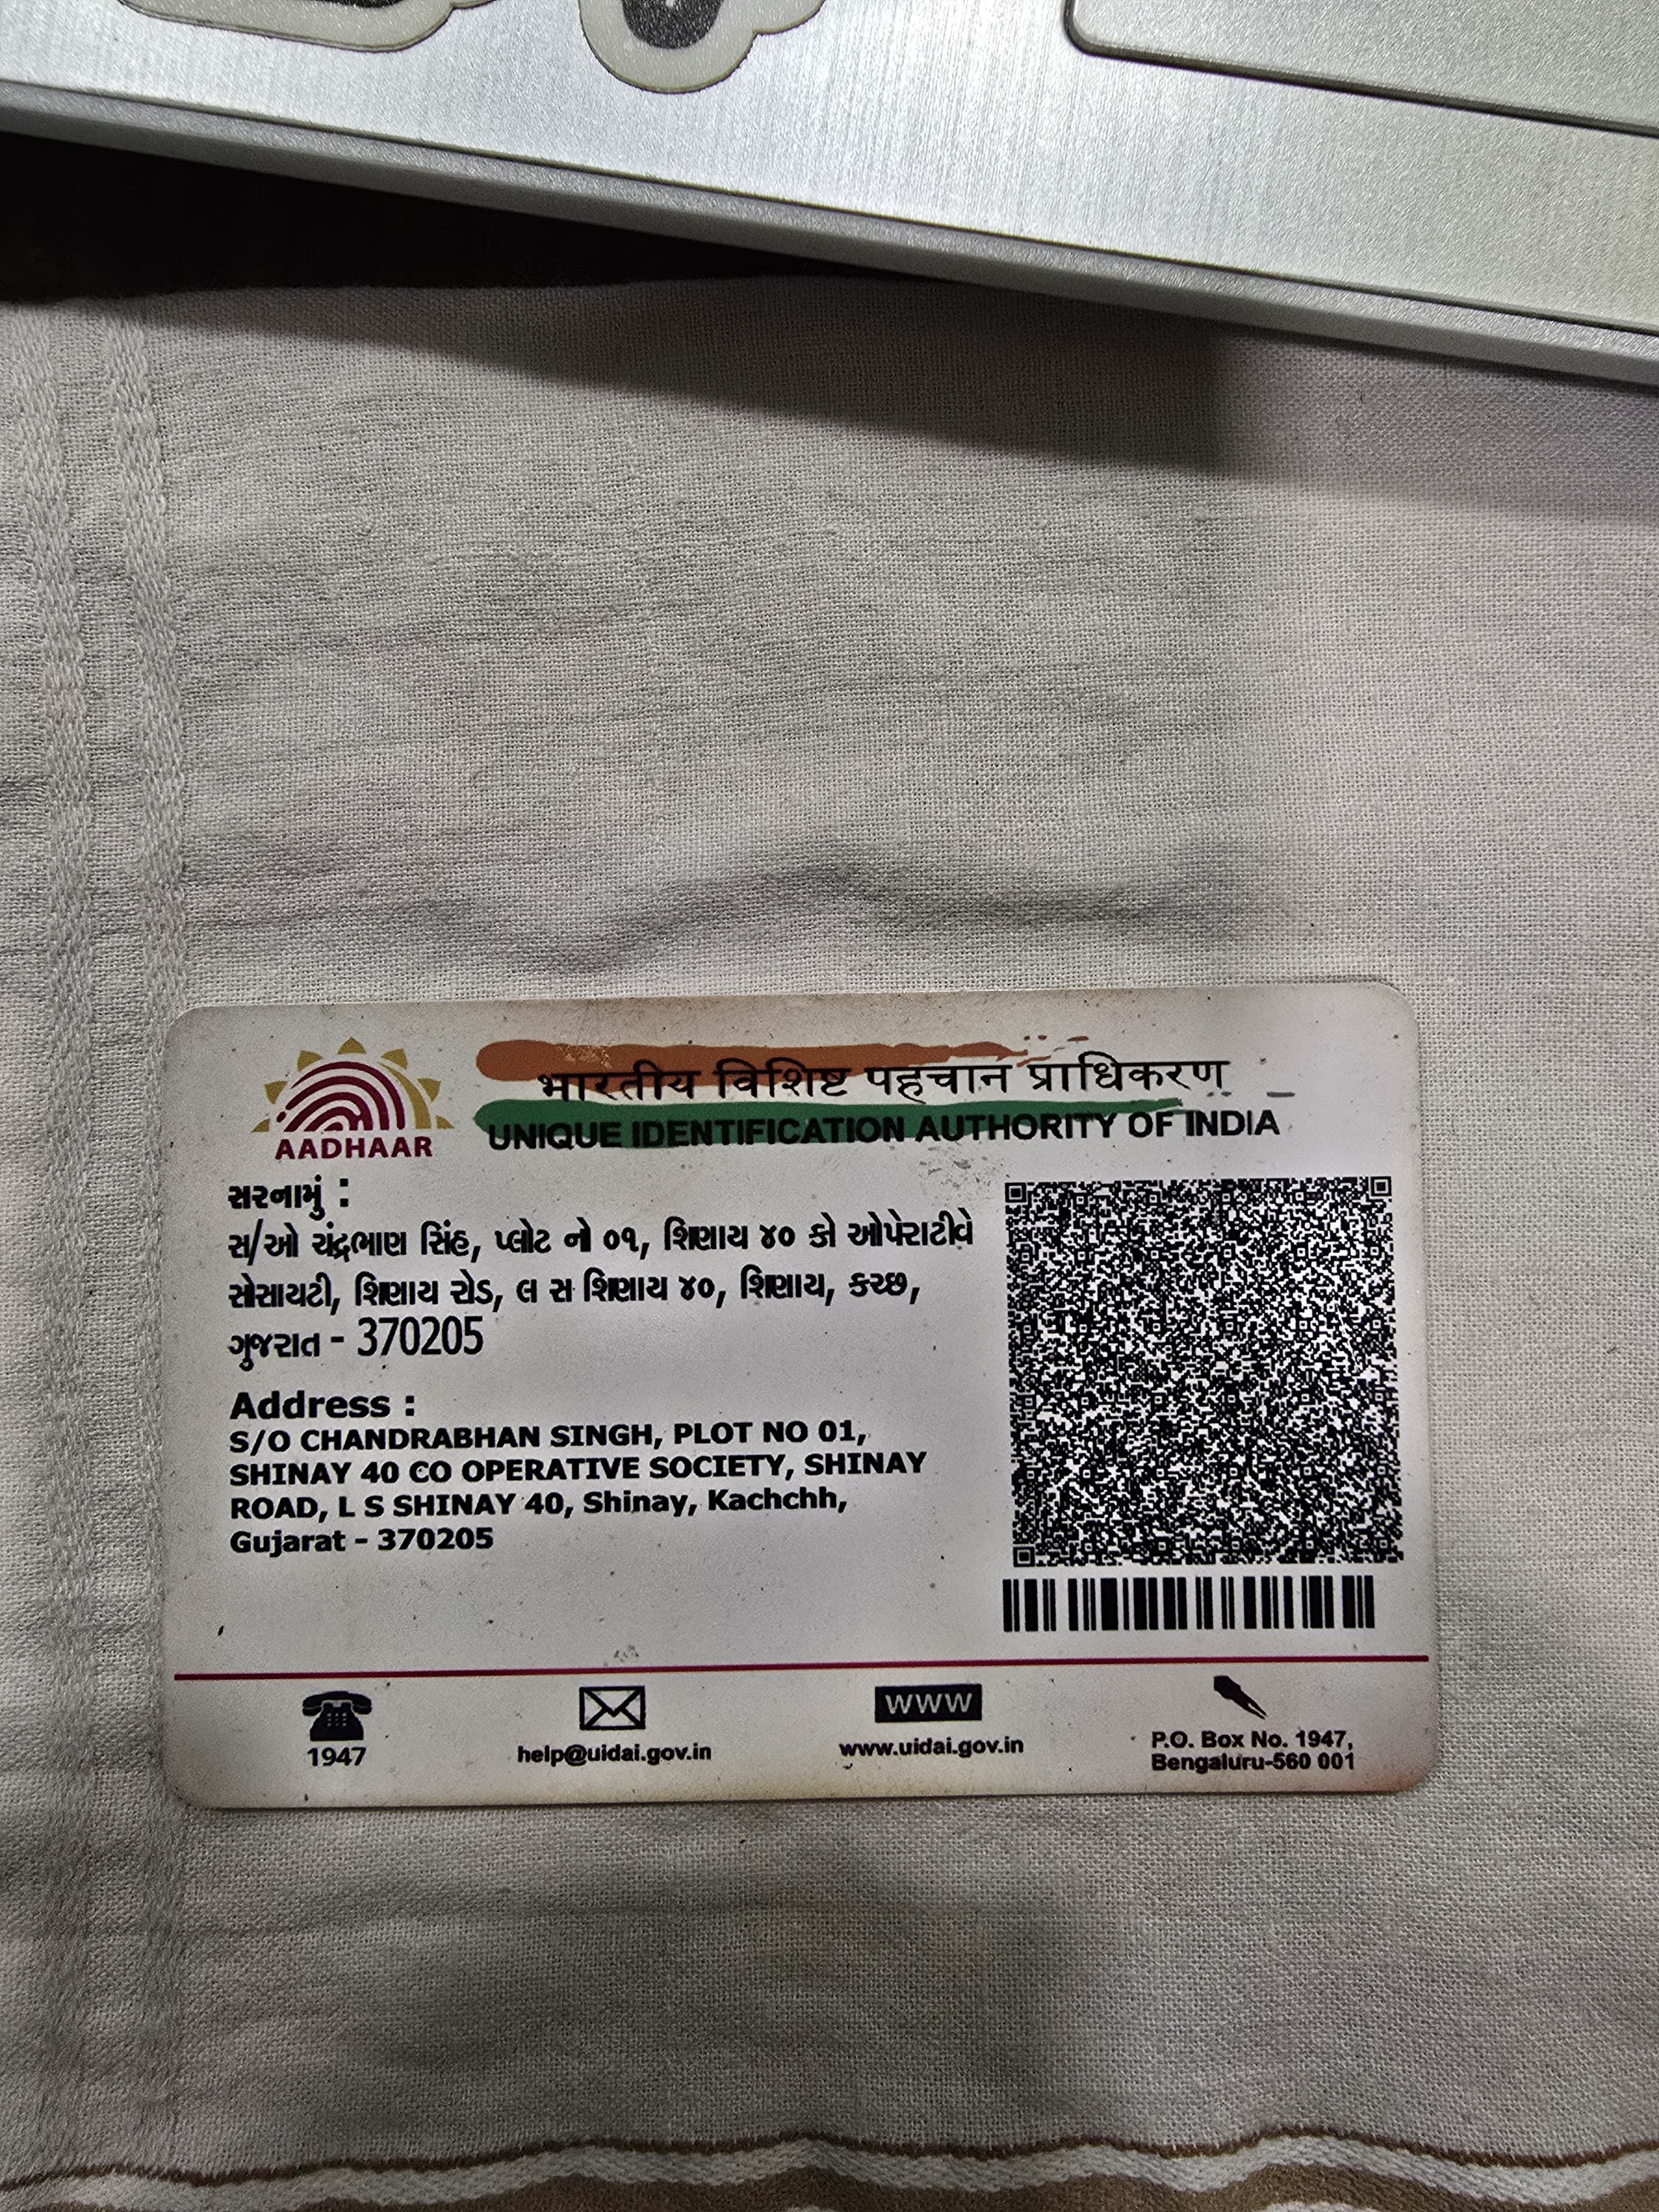 AADHAAR
भारतीय विशिष्ट पहचान प्राधिकरण
UNIQUE IDENTIFICATION AUTHORITY OF INDIA
સરનામું :
સ/ઓ ચંદ્રભાણ સિંહ, પ્લોટ નો ૦૧, શિણાય ૪૦ કો ઓપેરાટીવે
સોસાયટી, શિણાય રોડ, લ સ શિણાય ૪૦, શિણાય, કચ્છ,
ગુજરાત - 370205
Address :
S/O CHANDRABHAN SINGH, PLOT NO 01,
SHINAY 40 CO OPERATIVE SOCIETY, SHINAY
ROAD, L S SHINAY 40, Shinay, Kachchh,
Gujarat - 370205
1947
help@uidai.gov.in
www
www.uidai.gov.in
P.O. Box No. 1947,
Bengaluru-560 001